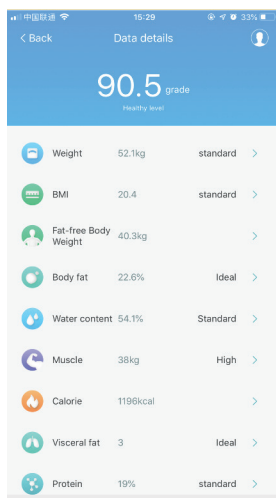 中国联通 15:29 33%
Back Data details
90.5 grade
Healthy level
Weight 52.1kg standard
BMI 20.4 standard
Fat-free Body
Weight 40.3kg
Body fat 22.6% Ideal
Water content 54.1% Standard
Muscle 38kg High
Calorie 1196kcal
Visceral fat 3 Ideal
Protein 19% standard